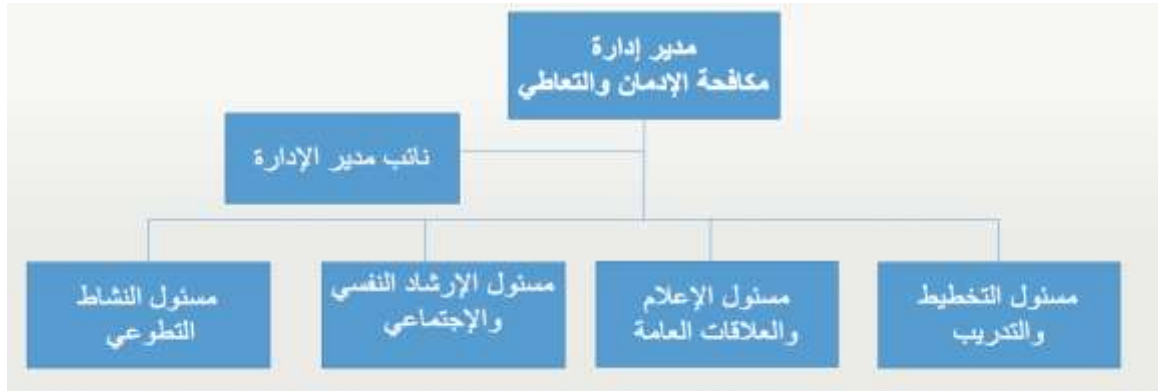 مدير إدارة
مكافحة الإدمان والتعاطي
نائب مدير الإدارة
مسئول التخطيط
والتدريب
مسئول الإعلام
والعلاقات العامة
مسئول الإرشاد النفسي
والإجتماعي
مسئول النشاط
التطوعي